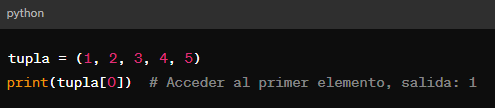 python
tupla = (1, 2, 3, 4, 5)
print(tupla[0])  # Acceder al primer elemento, salida: 1